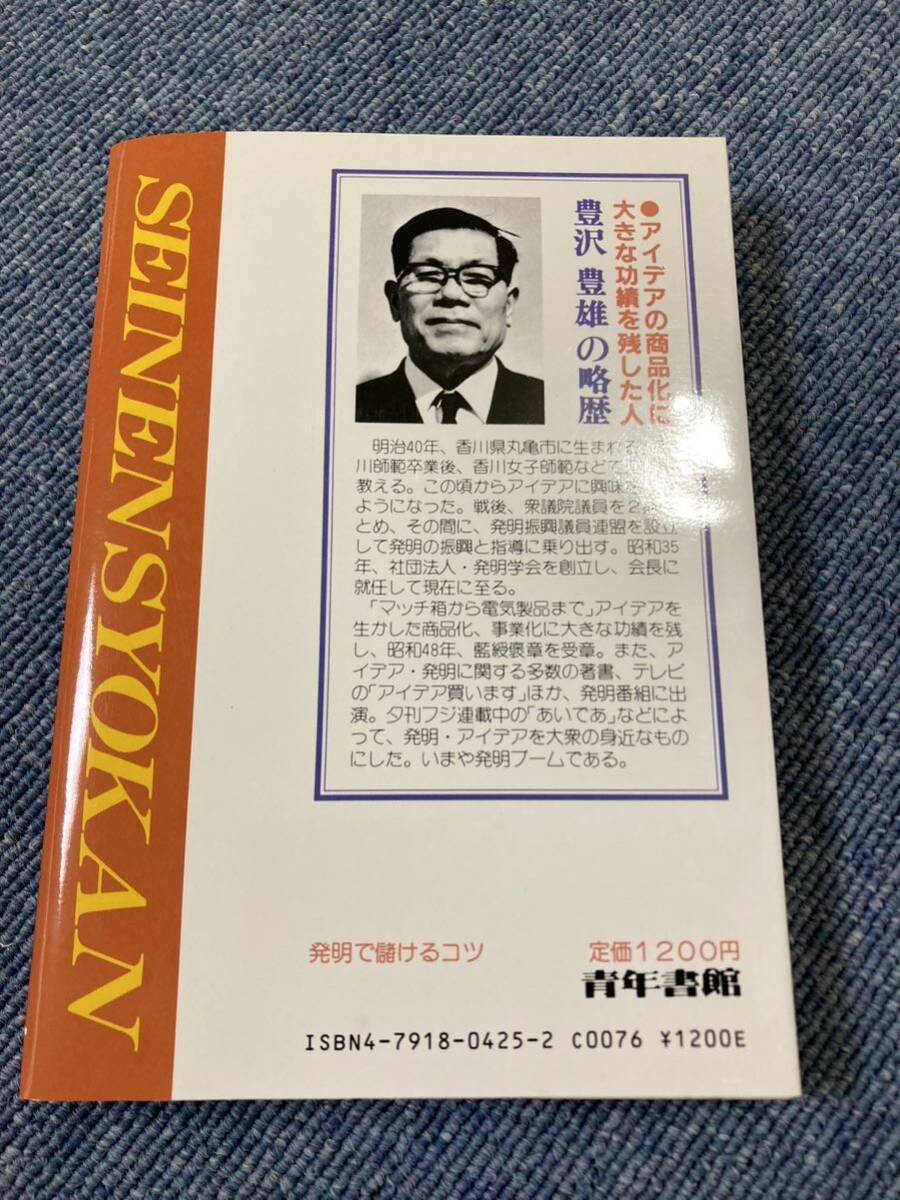 SEINENSYOKAN
●アイデアの商品化に
大きな功績を残した人
豊沢 豊雄の略歴
明治40年、香川県丸亀市に生まれる
川師範卒業後、香川女子師範などで
教える。この頃からアイデアに興味を
ようになった。戦後、衆議院議員を2
とめ、その間に、発明振興議員連盟を設立
して発明の振興と指導に乗り出す。昭和35
年、社団法人・発明学会を創立し、会長に
就任して現在に至る。
「マッチ箱から電気製品まで」アイデアを
生かした商品化、事業化に大きな功績を残
し、昭和48年、藍綬褒章を受章。また、ア
イデア・発明に関する多数の著書、テレビ
の「アイデア買います」ほか、発明番組に出
演。夕刊フジ連載中の「あいであ」などによ
って、発明・アイデアを大衆の身近なもの
にした。いまや発明ブームである。
発明で儲けるコツ
定価1200円
青年書館
ISBN4-7918-0425-2 C0076 ¥1200E